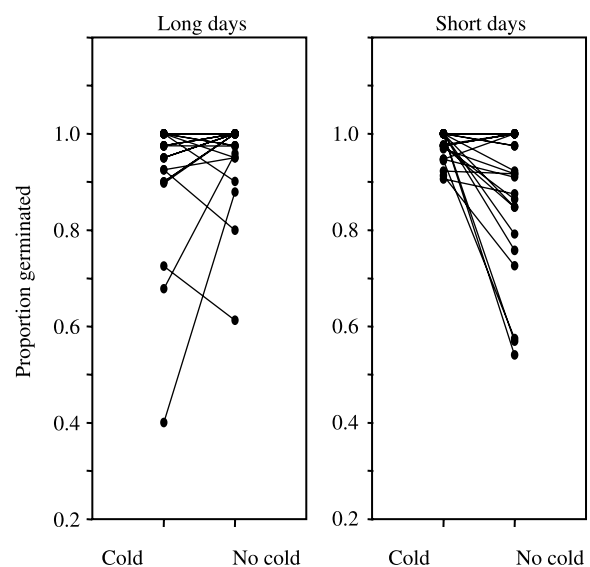 Long days
Short days
Proportion germinated
1.0
0.8
0.6
0.4
0.2
1.0
0.8
0.6
0.4
0.2
Cold
No cold
Cold
No cold